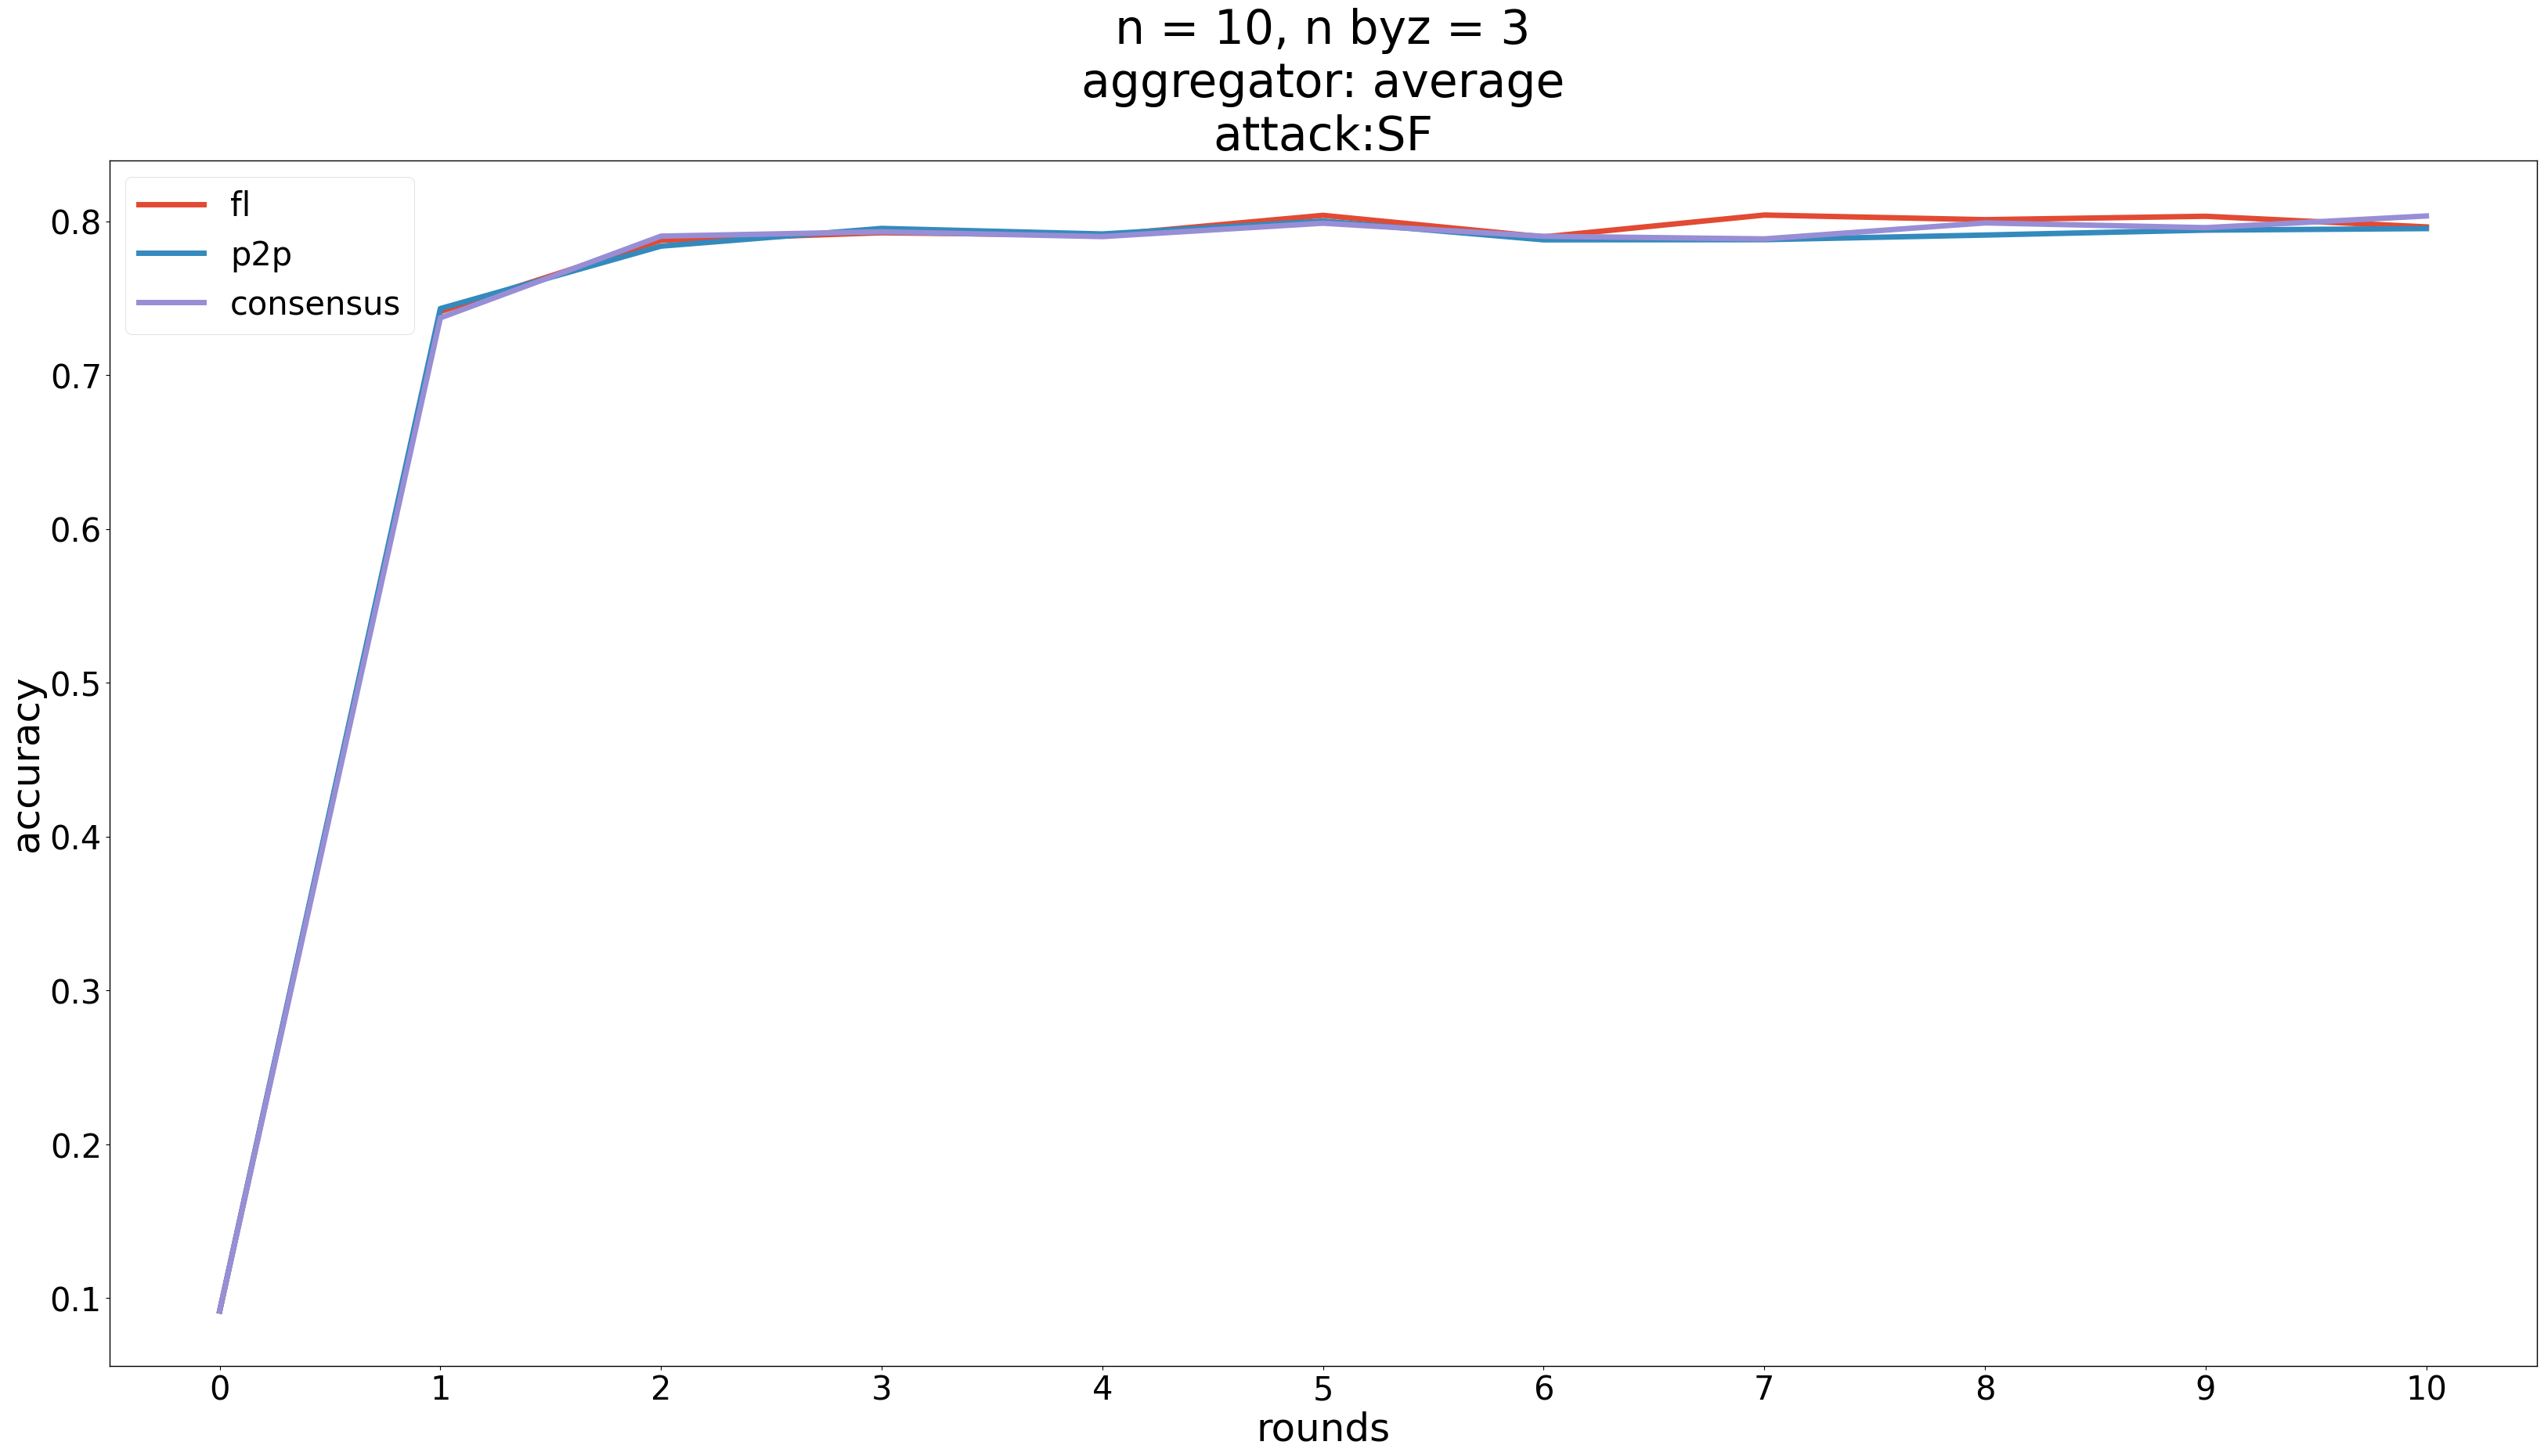 n = 10, n byz = 3
aggregator: average
attack:SF
fl
p2p
consensus
accuracy
0.8
0.7
0.6
0.5
0.4
0.3
0.2
0.1
0 1 2 3 4 5 6 7 8 9 10
rounds